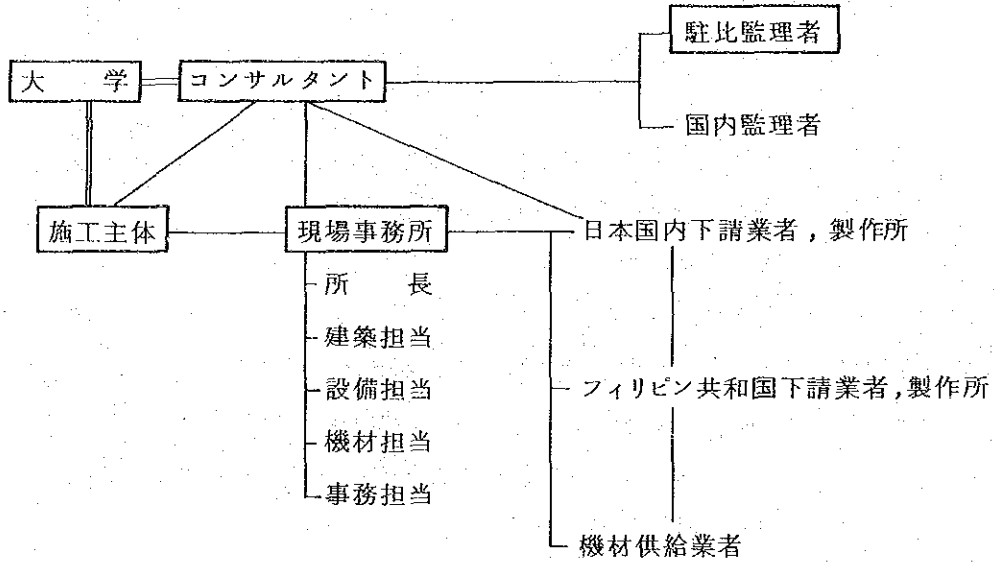 駐比監理者
大学
コンサルタント
国内監理者
施工主体
現場事務所
日本国内下請業者，製作所
所長
建築担当
設備担当
フィリピン共和国下請業者，製作所
機材担当
事務担当
機材供給業者